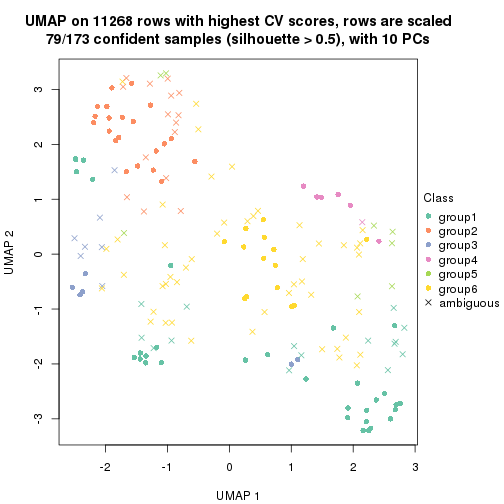 UMAP on 11268 rows with highest CV scores, rows are scaled
79/173 confident samples (silhouette > 0.5), with 10 PCs
3
2
1
0
-1
-2
-3
UMAP 2
-2
-1
0
1
2
3
UMAP 1
Class
group1
group2
group3
group4
group5
group6
ambiguous